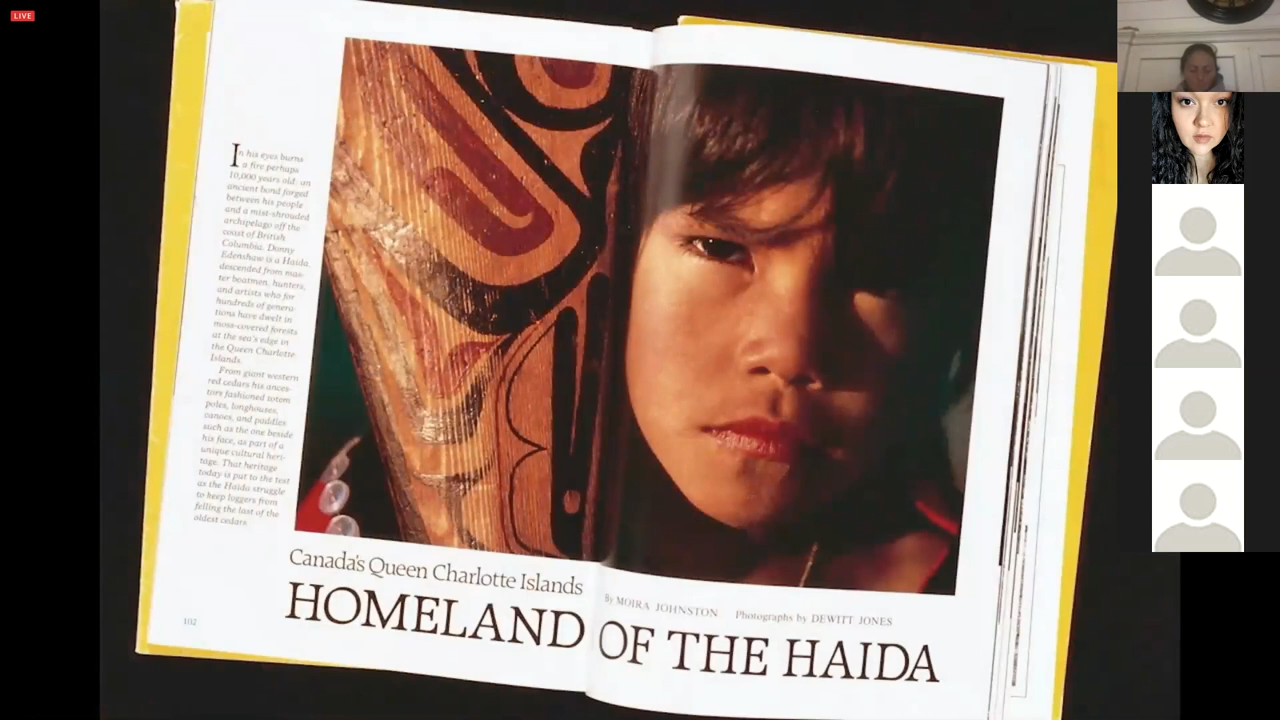 LIVE
In his eyes burns
a fire perhaps
10,000 years old: an
ancient bond forged
between his people
and a mist-shrouded
archipelago off the
coast of British
Columbia. Donny
Edenshaw is a Haida,
descended from mas-
ter boatmen, hunters,
and artists who for
hundreds of genera-
tions have dwelt in
moss-covered forests
at the sea's edge in
the Queen Charlotte
Islands.
From giant western
red cedars his ances-
tors fashioned totem
poles, longhouses,
canoes, and paddles
such as the one beside
his face, as part of a
unique cultural heri-
tage. That heritage
today is put to the test
as the Haida struggle
to keep loggers from
felling the last of the
oldest cedars.
Canada's Queen Charlotte Islands
HOMELAND OF THE HAIDA
By MOIRA JOHNSTON Photographs by DEWITT JONES
102